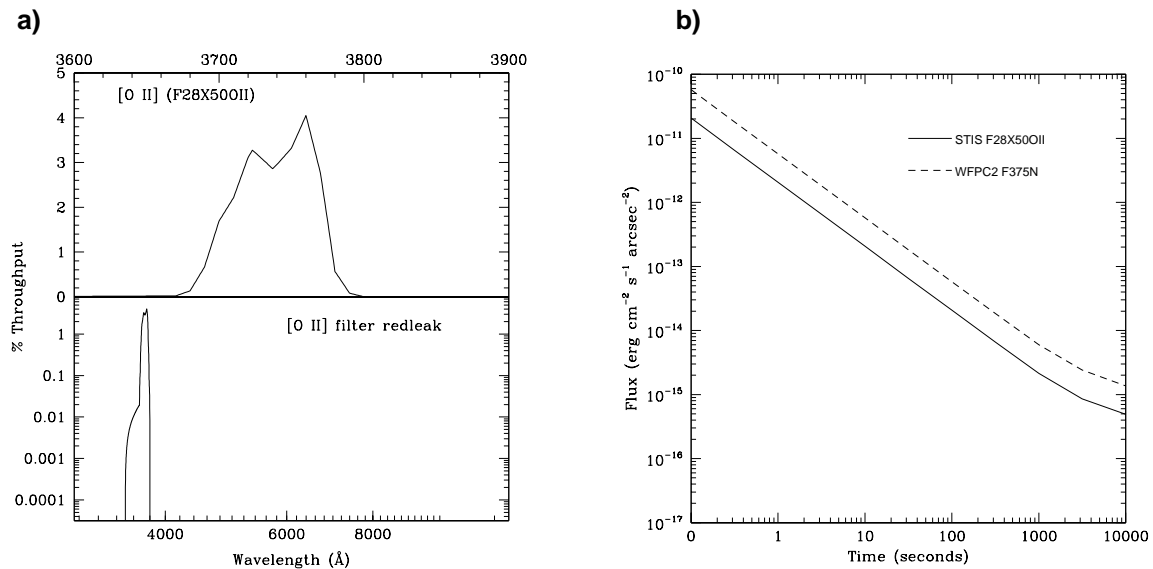 a)
3600 3700 3800 3900
5
[O II] (F28X50OII)
4
3
2
1
0
% Throughput
[O II] filter redleak
1
0.1
0.01
0.001
0.0001
4000 6000 8000
Wavelength (Å)
b)
10⁻¹⁰
10⁻¹¹
10⁻¹²
10⁻¹³
10⁻¹⁴
10⁻¹⁵
10⁻¹⁶
10⁻¹⁷
Flux (erg cm⁻² s⁻¹ arcsec⁻²)
STIS F28X50OII
WFPC2 F375N
0 1 10 100 1000 10000
Time (seconds)